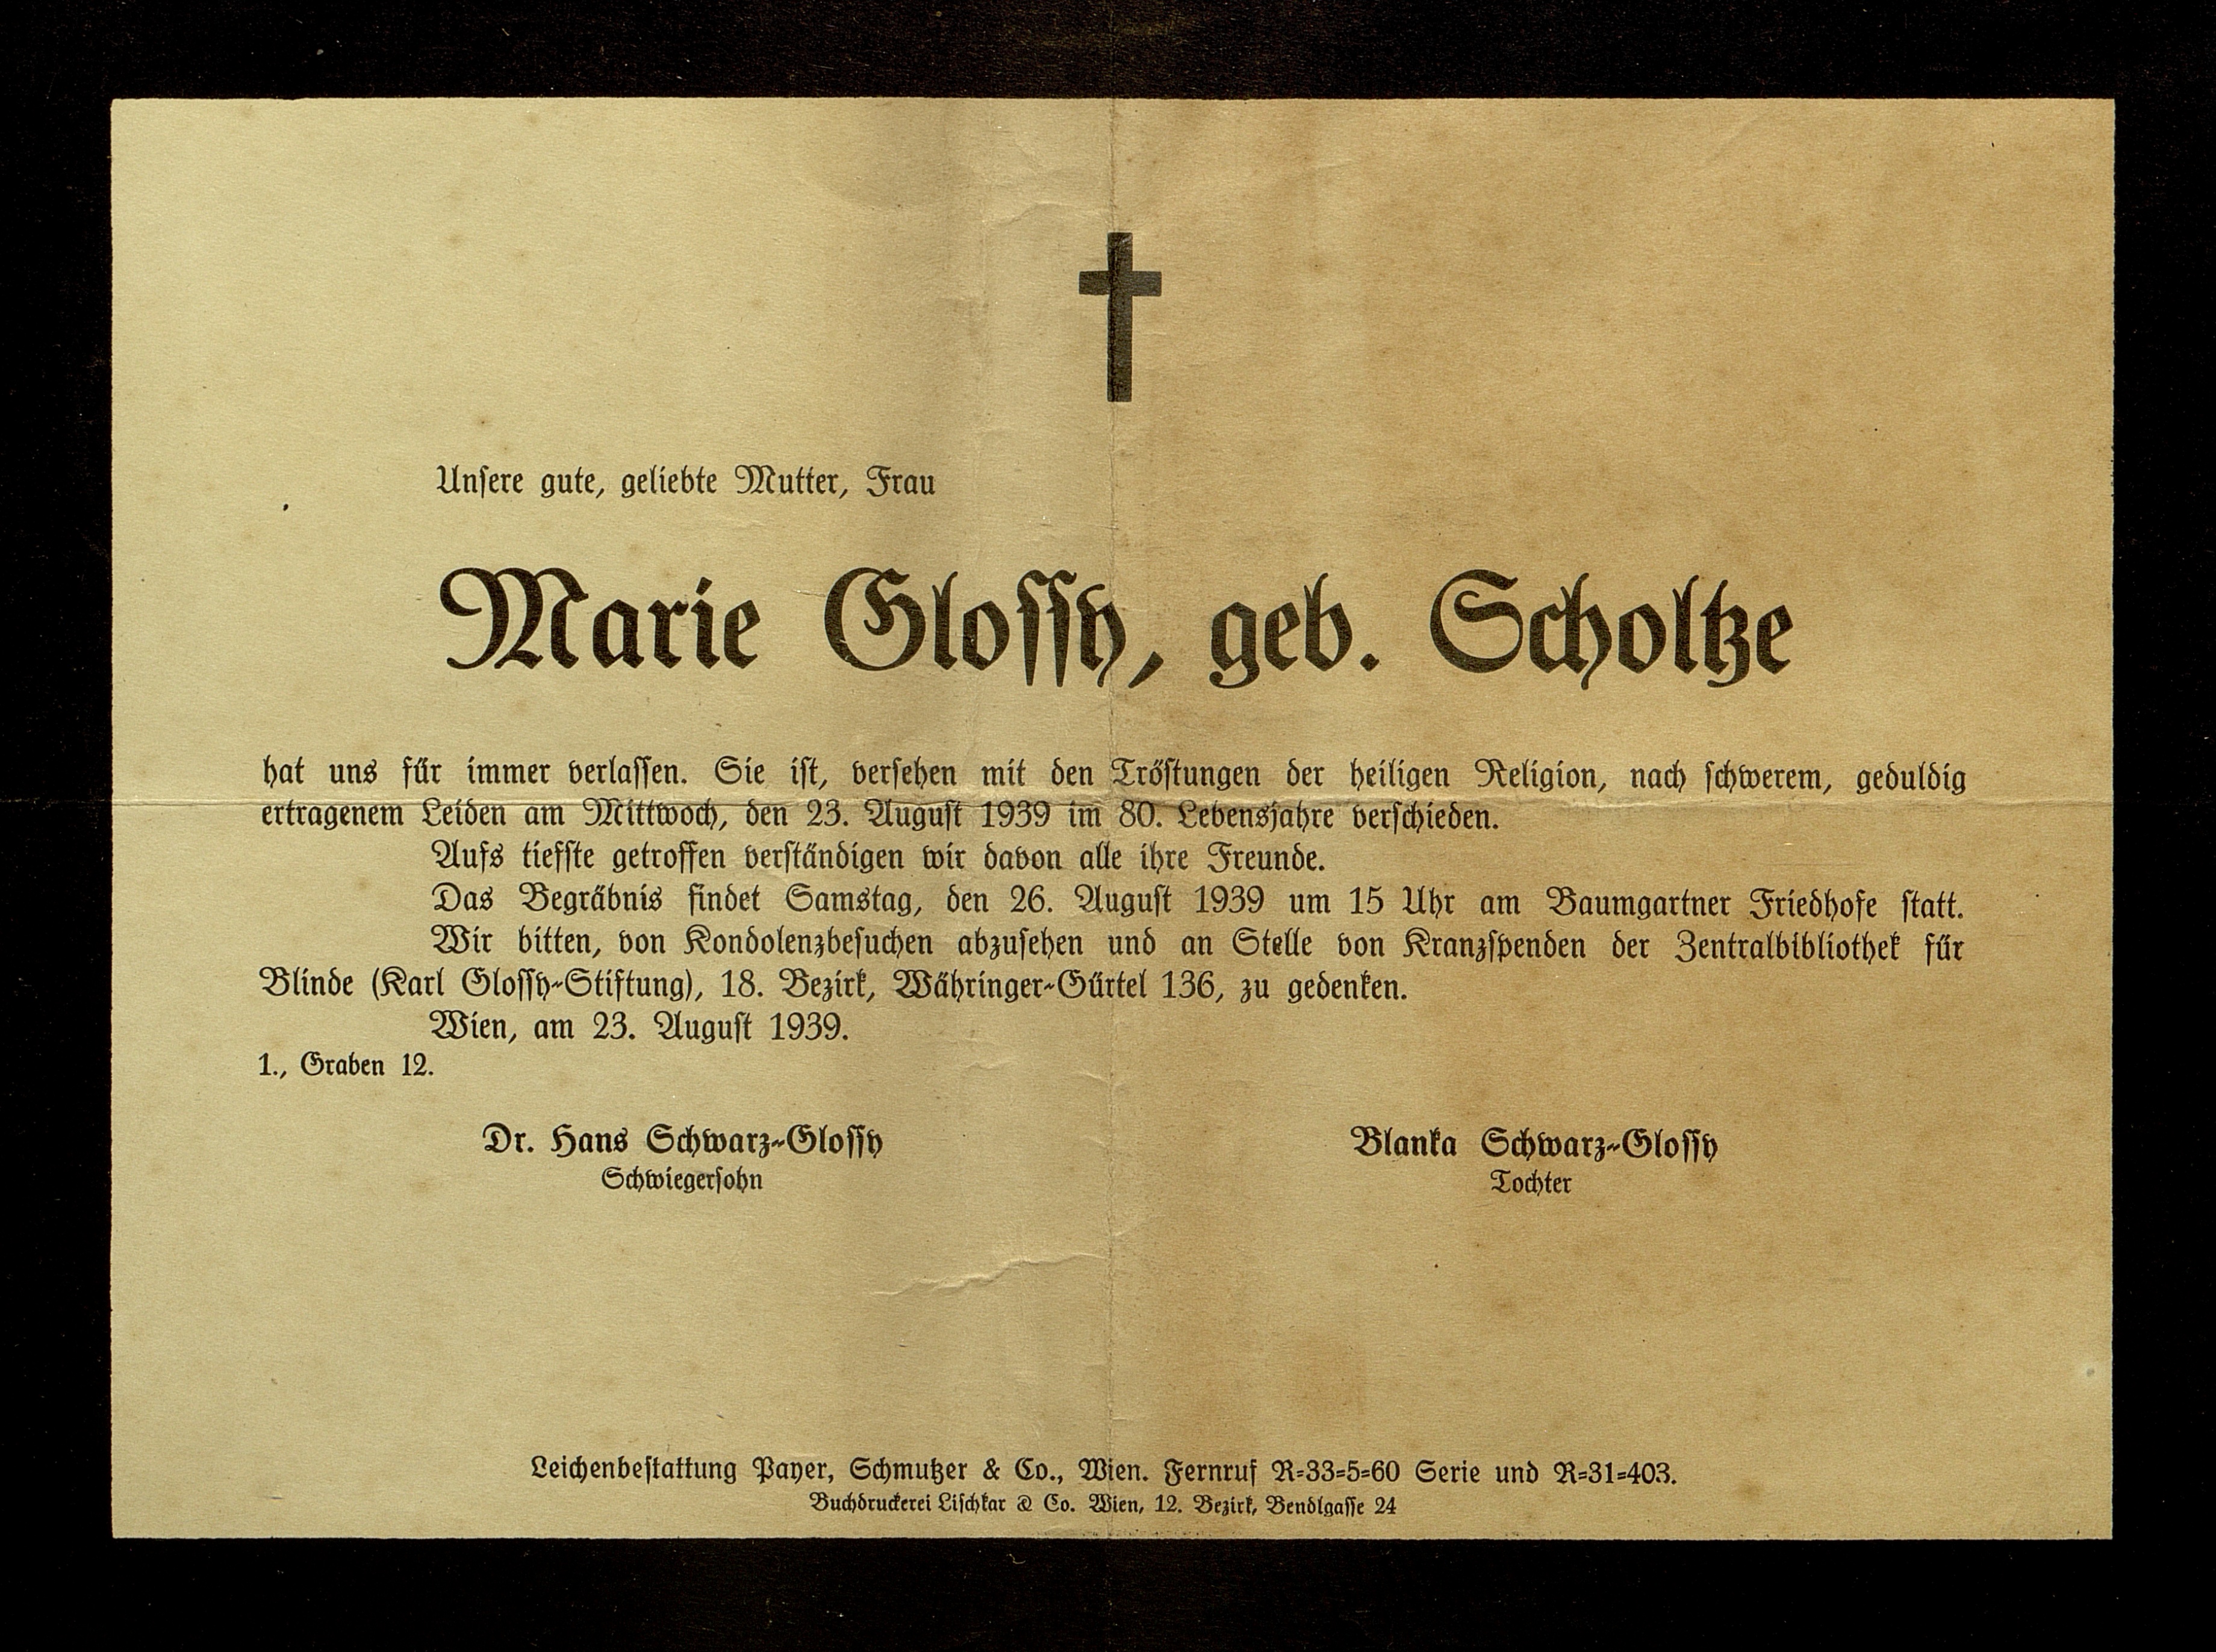 Unsere gute, geliebte Mutter, Frau
Marie Glossy, geb. Scholtze
hat uns für immer verlassen. Sie ist, versehen mit den Tröstungen der heiligen Religion, nach schwerem, geduldig
ertragenem Leiden am Mittwoch, den 23. August 1939 im 80. Lebensjahre verschieden.
Aufs tiefste getroffen verständigen wir davon alle ihre Freunde.
Das Begräbnis findet Samstag, den 26. August 1939 um 15 Uhr am Baumgartner Friedhofe statt.
Wir bitten, von Kondolenzbesuchen abzusehen und an Stelle von Kranzspenden der Zentralbibliothek für
Blinde (Karl Glossy-Stiftung), 18. Bezirk, Währinger-Gürtel 136, zu gedenken.
Wien, am 23. August 1939.
1., Graben 12.
Dr. Hans Schwarz-Glossy
Schwiegersohn
Blanka Schwarz-Glossy
Tochter
Leichenbestattung Payer, Schmutzer & Co., Wien. Fernruf R-33-5-60 Serie und R-31-403.
Buchdruckerei Lischkar & Co. Wien, 12. Bezirk, Bendlgasse 24